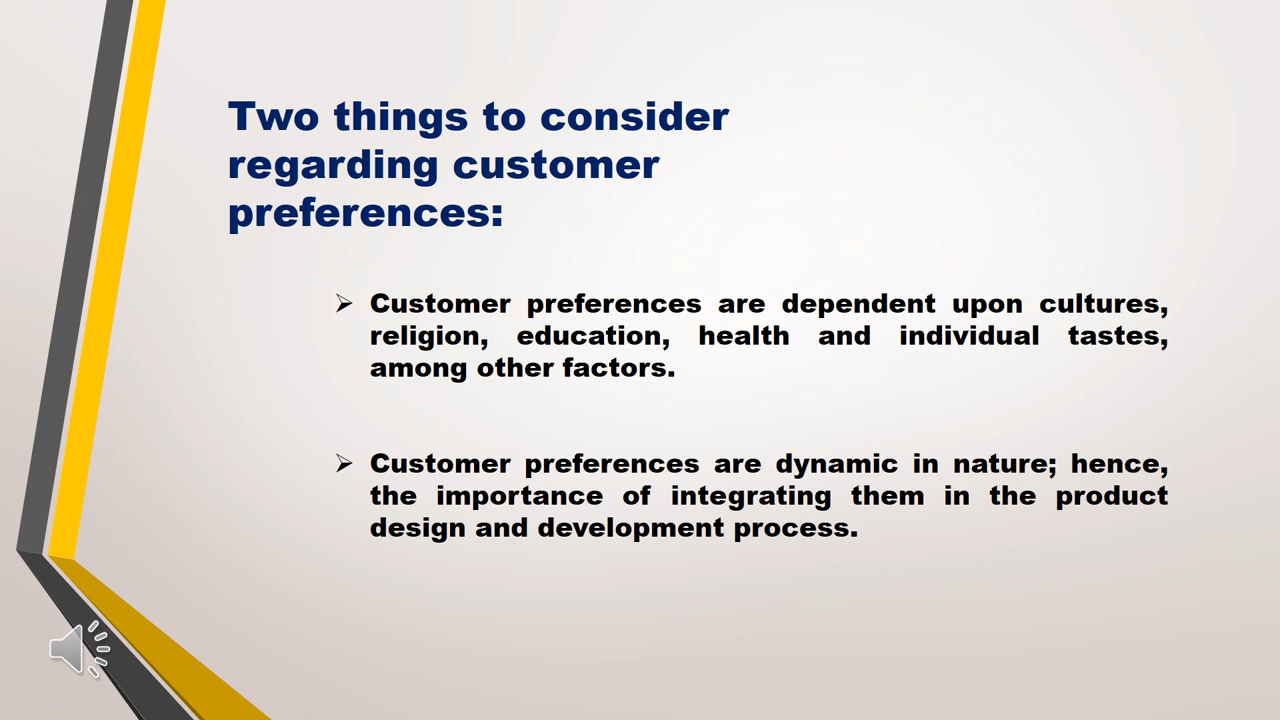 Two things to consider
regarding customer
preferences:
Customer preferences are dependent upon cultures,
religion, education, health and individual tastes,
among other factors.
Customer preferences are dynamic in nature; hence,
the importance of integrating them in the product
design and development process.